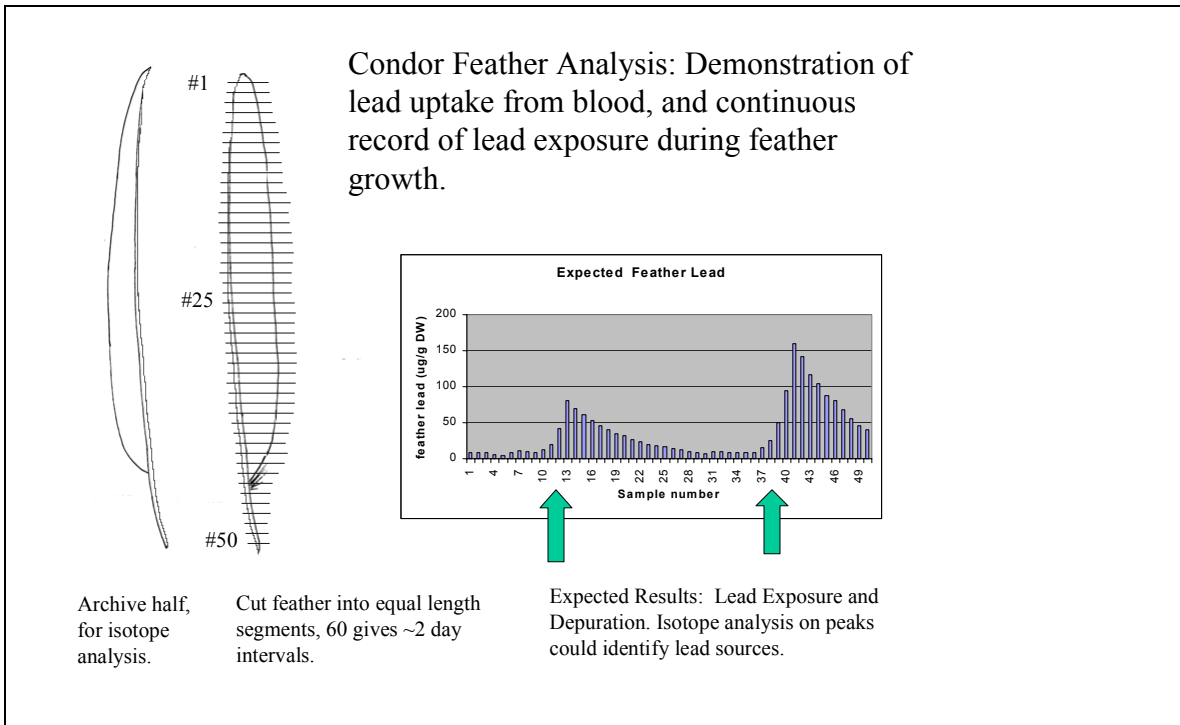 Condor Feather Analysis: Demonstration of
lead uptake from blood, and continuous
record of lead exposure during feather
growth.
#1
#25
#50
Expected Feather Lead
feather lead (ug/g DW)
200
150
100
50
0
1
4
7
10
13
16
19
22
25
28
31
34
37
40
43
46
49
Sample number
Archive half,
for isotope
analysis.
Cut feather into equal length
segments, 60 gives ~2 day
intervals.
Expected Results: Lead Exposure and
Depuration. Isotope analysis on peaks
could identify lead sources.